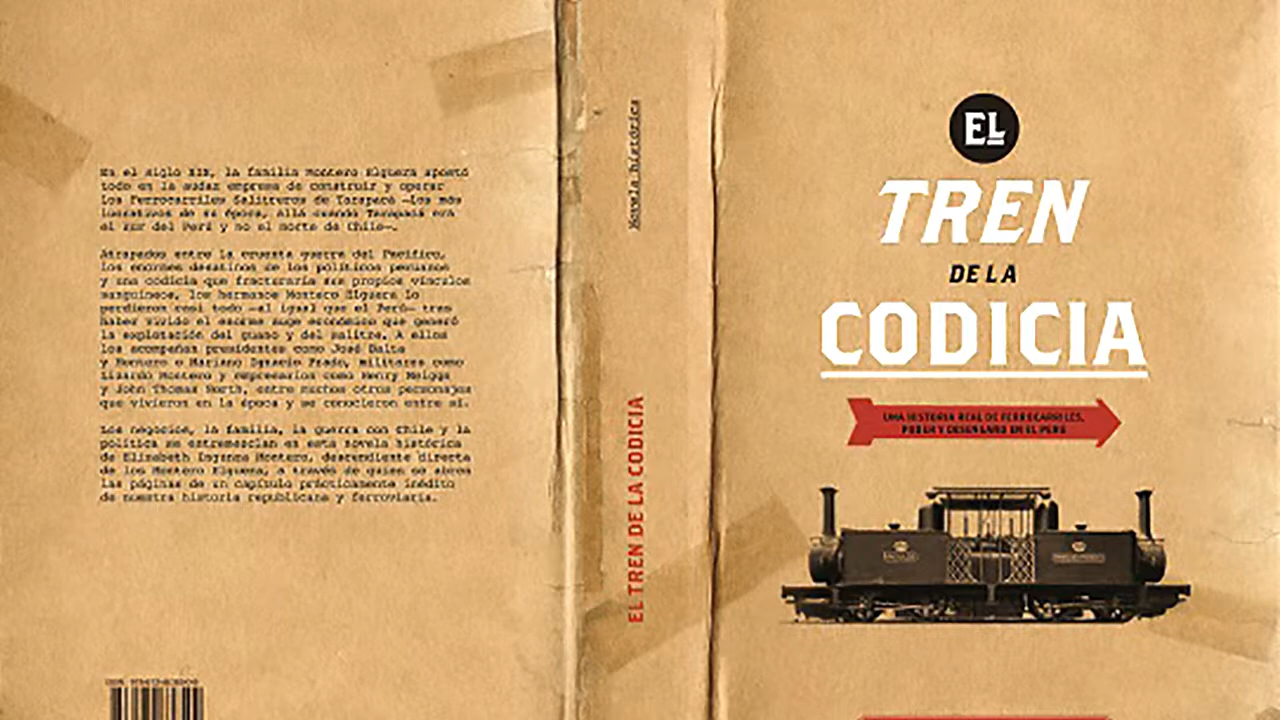 En el siglo XIX, la familia Montero Elguera apostó
todo en la audaz empresa de construir y operar
los Ferrocarriles Salitreros de Tarapacá —los más
lucrativos de su época, allá cuando Tarapacá era
el sur del Perú y no el norte de Chile—.
Atrapados entre la cruenta guerra del Pacífico,
los enormes desatinos de los políticos peruanos
y una codicia que fracturaría sus propios vínculos
sanguíneos, los hermanos Montero Elguera lo
perdieron casi todo —al igual que el Perú— tras
haber vivido el enorme auge económico que generó
la explotación del guano y del salitre. A ellos
los acompañan presidentes como José Balta
y Montero o Mariano Ignacio Prado, militares como
Lizardo Montero y empresarios como Henry Meiggs
y John Thomas North, entre muchos otros personajes
que vivieron en la época y se conocieron entre sí.
Los negocios, la familia, la guerra con Chile y la
política se entremezclan en esta novela histórica
de Elizabeth Montero, descendiente directa
de los Montero Elguera, a través de quien se abren
las páginas de un capítulo prácticamente inédito
de nuestra historia republicana y ferroviaria.
ISBN
Novela histórica
EL TREN DE LA CODICIA
EL
TREN
DE LA
CODICIA
UNA HISTORIA REAL DE FERROCARRILES,
PODER Y DESENGAÑO EN EL PERÚ